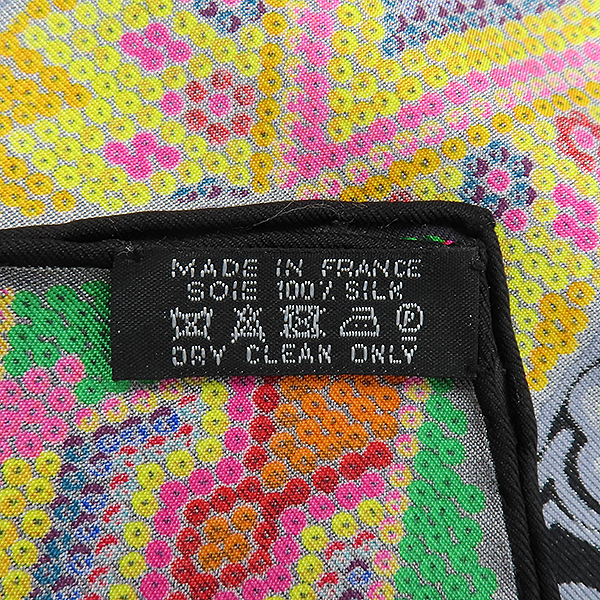 MADE IN FRANCE
SOIE 100% SILK
P
DRY CLEAN ONLY